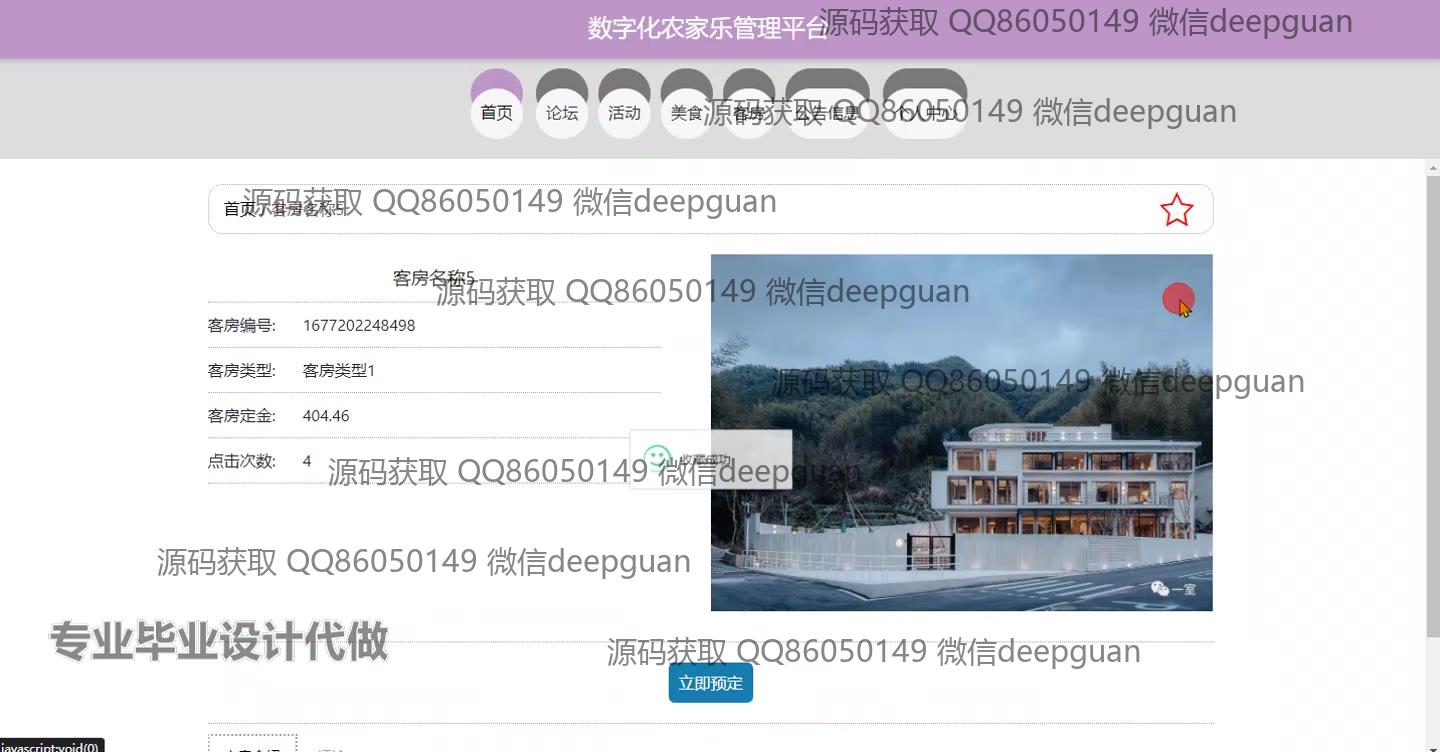 数字化农家乐管理平台
源码获取 QQ86050149 微信deepguan
首页 论坛 活动 美食 客房 公告信息 个人中心
源码获取 QQ86050149 微信deepguan
首页 / 客房名称5
源码获取 QQ86050149 微信deepguan
客房名称5
源码获取 QQ86050149 微信deepguan
客房编号: 1677202248498
客房类型: 客房类型1
源码获取 QQ86050149 微信deepguan
客房定金: 404.46
点击次数: 4
收藏成功
源码获取 QQ86050149 微信deepguan
源码获取 QQ86050149 微信deepguan
一室
专业毕业设计代做
源码获取 QQ86050149 微信deepguan
立即预定
javascript:void(0)